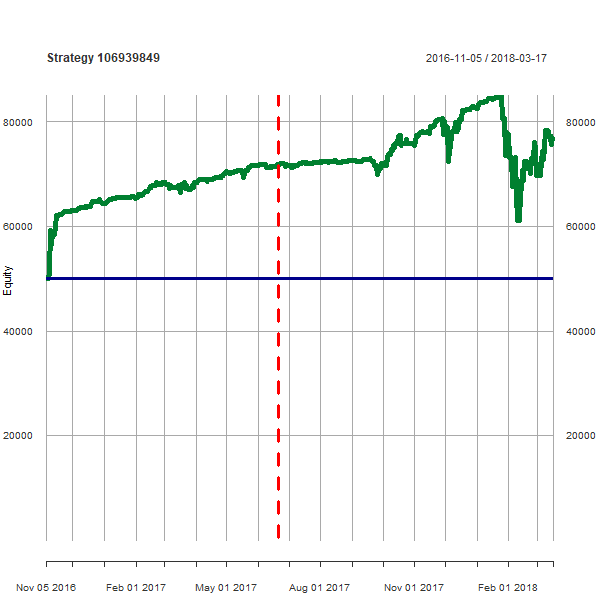 Strategy 106939849
2016-11-05 / 2018-03-17
80000
80000
60000
60000
Equity
40000
40000
20000
20000
Nov 05 2016
Feb 01 2017
May 01 2017
Aug 01 2017
Nov 01 2017
Feb 01 2018